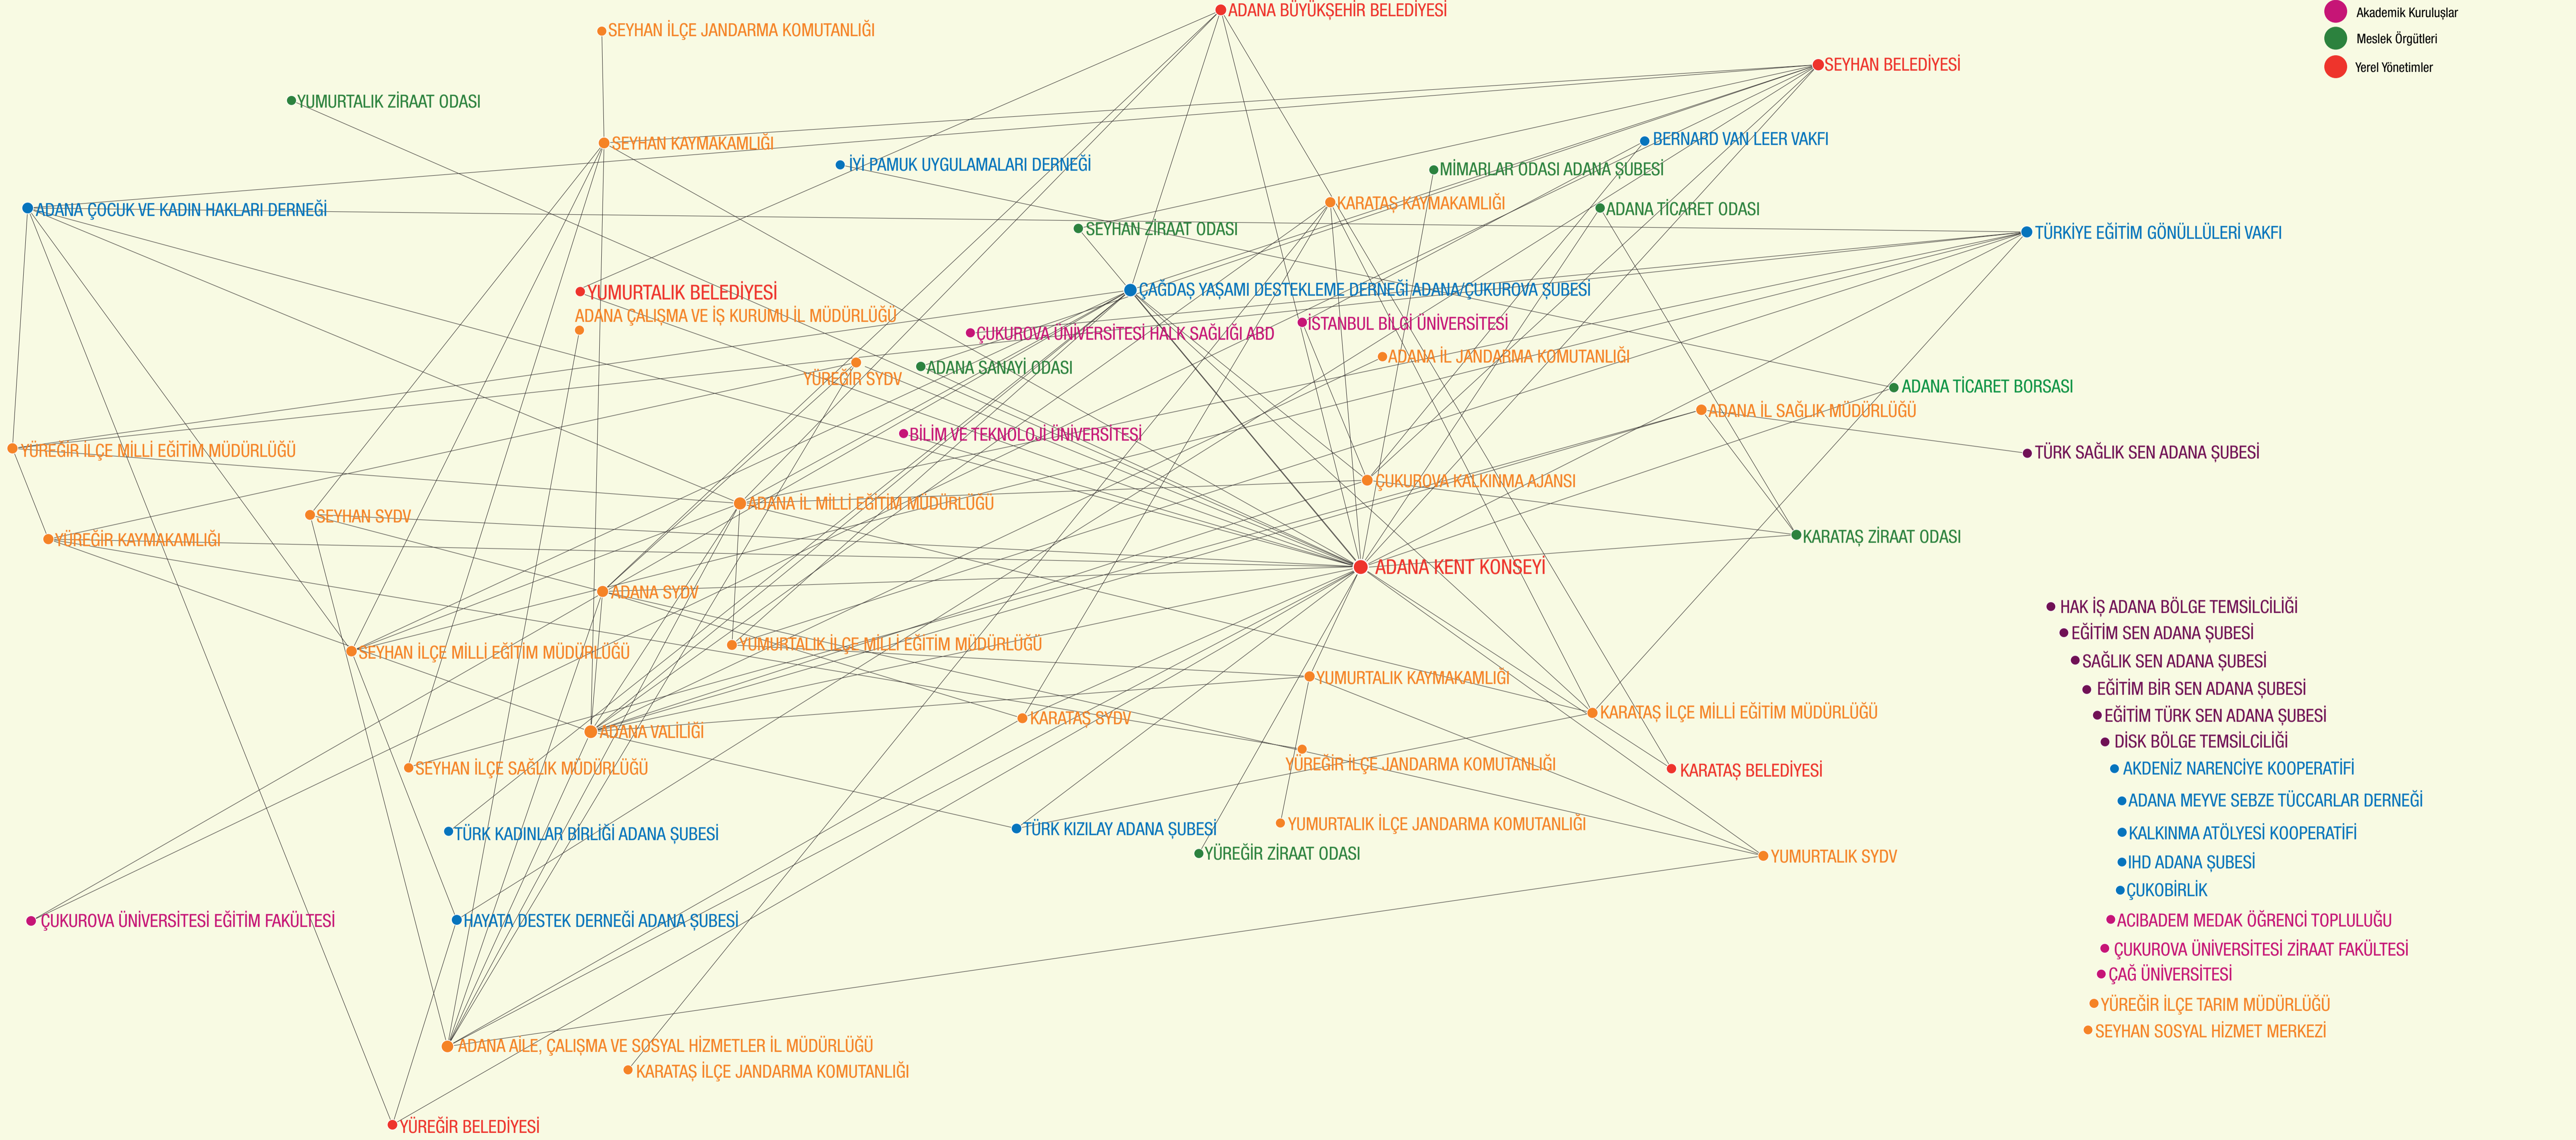 ADANA BÜYÜKŞEHİR BELEDİYESİ
Akademik Kuruluşlar
SEYHAN İLÇE JANDARMA KOMUTANLIĞI
Meslek Örgütleri
SEYHAN BELEDİYESİ
Yerel Yönetimler
YUMURTALIK ZİRAAT ODASI
SEYHAN KAYMAKAMLIĞI
BERNARD VAN LEER VAKFI
İYİ PAMUK UYGULAMALARI DERNEĞİ
MİMARLAR ODASI ADANA ŞUBESİ
KARATAŞ KAYMAKAMLIĞI
ADANA ÇOCUK VE KADIN HAKLARI DERNEĞİ
ADANA TİCARET ODASI
SEYHAN ZİRAAT ODASI
TÜRKİYE EĞİTİM GÖNÜLLÜLERİ VAKFI
YUMURTALIK BELEDİYESİ
ÇAĞDAŞ YAŞAMI DESTEKLEME DERNEĞİ ADANA/ÇUKUROVA ŞUBESİ
ADANA ÇALIŞMA VE İŞ KURUMU İL MÜDÜRLÜĞÜ
ÇUKUROVA ÜNİVERSİTESİ HALK SAĞLIĞI ABD
İSTANBUL BİLGİ ÜNİVERSİTESİ
ADANA İL JANDARMA KOMUTANLIĞI
ADANA SANAYİ ODASI
YÜREĞİR SYDV
ADANA TİCARET BORSASI
ADANA İL SAĞLIK MÜDÜRLÜĞÜ
BİLİM VE TEKNOLOJİ ÜNİVERSİTESİ
YÜREĞİR İLÇE MİLLİ EĞİTİM MÜDÜRLÜĞÜ
TÜRK SAĞLIK SEN ADANA ŞUBESİ
ÇUKUROVA KALKINMA AJANSI
ADANA İL MİLLİ EĞİTİM MÜDÜRLÜĞÜ
SEYHAN SYDV
YÜREĞİR KAYMAKAMLIĞI
KARATAŞ ZİRAAT ODASI
ADANA KENT KONSEYİ
ADANA SYDV
HAK İŞ ADANA BÖLGE TEMSİLCİLİĞİ
EĞİTİM SEN ADANA ŞUBESİ
YUMURTALIK İLÇE MİLLİ EĞİTİM MÜDÜRLÜĞÜ
SEYHAN İLÇE MİLLİ EĞİTİM MÜDÜRLÜĞÜ
SAĞLIK SEN ADANA ŞUBESİ
YUMURTALIK KAYMAKAMLIĞI
EĞİTİM BİR SEN ADANA ŞUBESİ
KARATAŞ İLÇE MİLLİ EĞİTİM MÜDÜRLÜĞÜ
KARATAŞ SYDV
EĞİTİM TÜRK SEN ADANA ŞUBESİ
ADANA VALİLİĞİ
DİSK BÖLGE TEMSİLCİLİĞİ
YÜREĞİR İLÇE JANDARMA KOMUTANLIĞI
SEYHAN İLÇE SAĞLIK MÜDÜRLÜĞÜ
KARATAŞ BELEDİYESİ
AKDENİZ NARENCİYE KOOPERATİFİ
ADANA MEYVE SEBZE TÜCCARLAR DERNEĞİ
YUMURTALIK İLÇE JANDARMA KOMUTANLIĞI
TÜRK KIZILAY ADANA ŞUBESİ
TÜRK KADINLAR BİRLİĞİ ADANA ŞUBESİ
KALKINMA ATÖLYESİ KOOPERATİFİ
YÜREĞİR ZİRAAT ODASI
YUMURTALIK SYDV
IHD ADANA ŞUBESİ
ÇUKOBİRLİK
ÇUKUROVA ÜNİVERSİTESİ EĞİTİM FAKÜLTESİ
HAYATA DESTEK DERNEĞİ ADANA ŞUBESİ
ACIBADEM MEDAK ÖĞRENCİ TOPLULUĞU
ÇUKUROVA ÜNİVERSİTESİ ZİRAAT FAKÜLTESİ
ÇAĞ ÜNİVERSİTESİ
YÜREĞİR İLÇE TARIM MÜDÜRLÜĞÜ
SEYHAN SOSYAL HİZMET MERKEZİ
ADANA AİLE, ÇALIŞMA VE SOSYAL HİZMETLER İL MÜDÜRLÜĞÜ
KARATAŞ İLÇE JANDARMA KOMUTANLIĞI
YÜREĞİR BELEDİYESİ